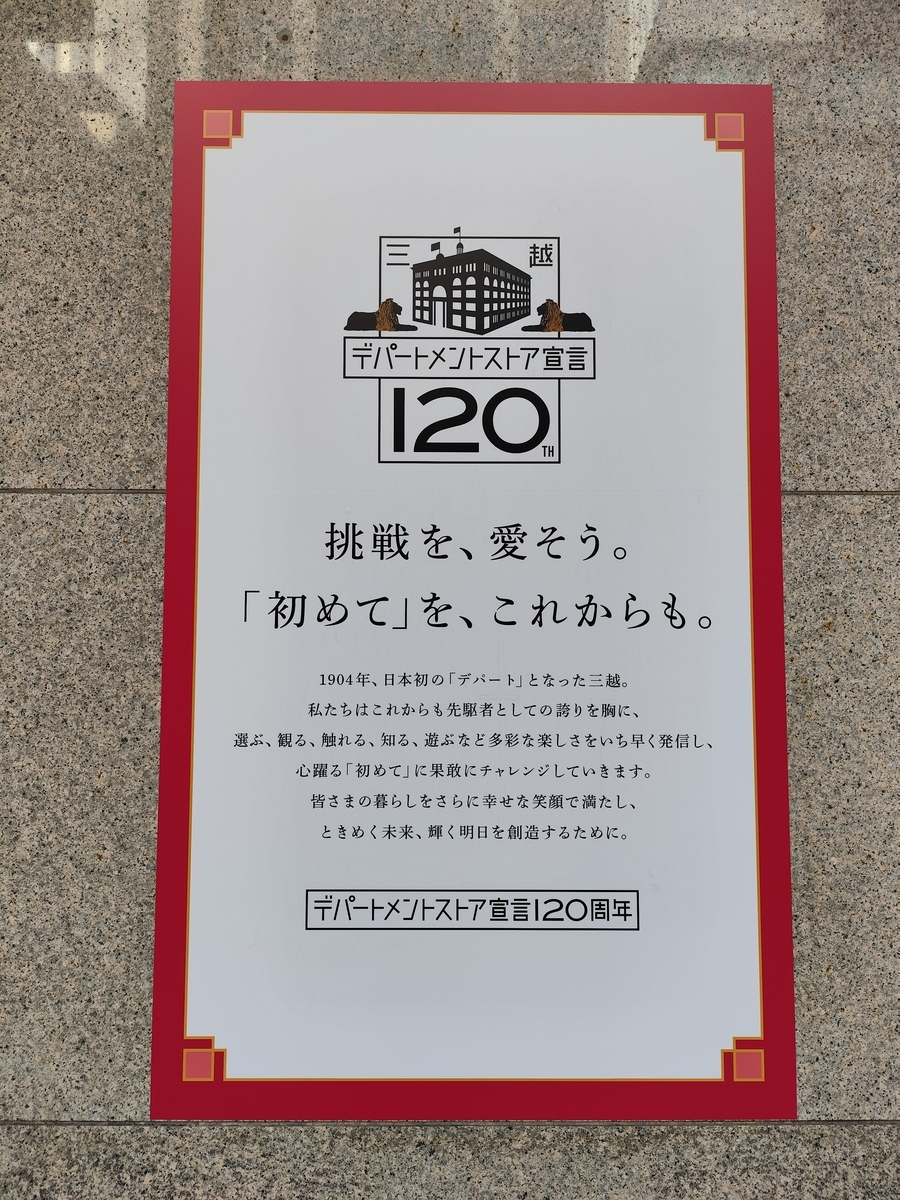 三越
デパートメントストア宣言
120TH
挑戦を、愛そう。
「初めて」を、これからも。
1904年、日本初の「デパート」となった三越。
私たちはこれからも先駆者としての誇りを胸に、
選ぶ、観る、触れる、知る、遊ぶなど多彩な楽しさをいち早く発信し、
心躍る「初めて」に果敢にチャレンジしていきます。
皆さまの暮らしをさらに幸せな笑顔で満たし、
ときめく未来、輝く明日を創造するために。
デパートメントストア宣言120周年